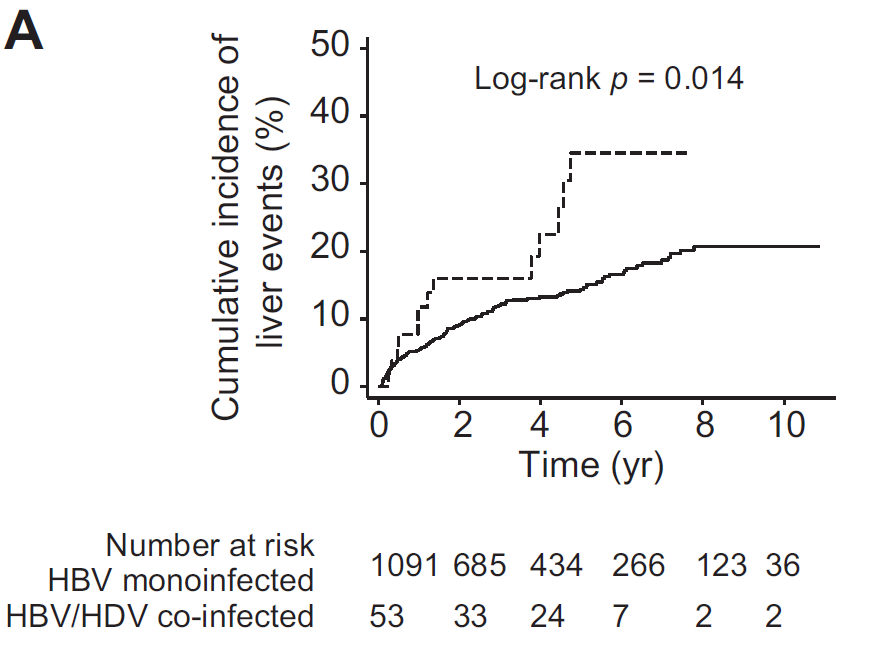 A
Cumulative incidence of
liver events (%)
50
40
30
20
10
0
Log-rank p = 0.014
0 2 4 6 8 10
Time (yr)
Number at risk
HBV monoinfected 1091 685 434 266 123 36
HBV/HDV co-infected 53 33 24 7 2 2